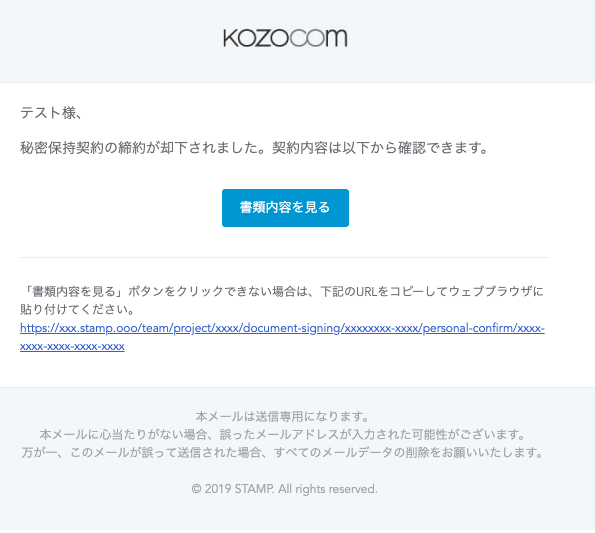 KOZOCOM
テスト様、
秘密保持契約の締約が却下されました。契約内容は以下から確認できます。
書類内容を見る
「書類内容を見る」ボタンをクリックできない場合は、下記のURLをコピーしてウェブブラウザに
貼り付けてください。
https://xxx.stamp.ooo/team/project/xxxx/document-signing/xxxxxxxx-xxxx/personal-confirm/xxxx-
xxxx-xxxx-xxxx-xxxx
本メールは送信専用になります。
本メールに心当たりがない場合、誤ったメールアドレスが入力された可能性がございます。
万が一、このメールが誤って送信された場合、すべてのメールデータの削除をお願いいたします。
© 2019 STAMP. All rights reserved.